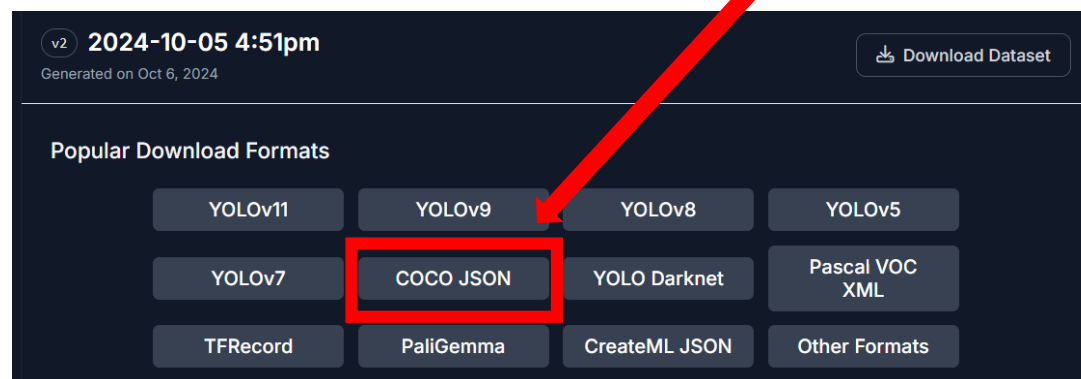 v2 2024-10-05 4:51pm
Generated on Oct 6, 2024
Download Dataset
Popular Download Formats
YOLOv11 YOLOv9 YOLOv8 YOLOv5
YOLOv7 COCO JSON YOLO Darknet Pascal VOC
XML
TFRecord PaliGemma CreateML JSON Other Formats